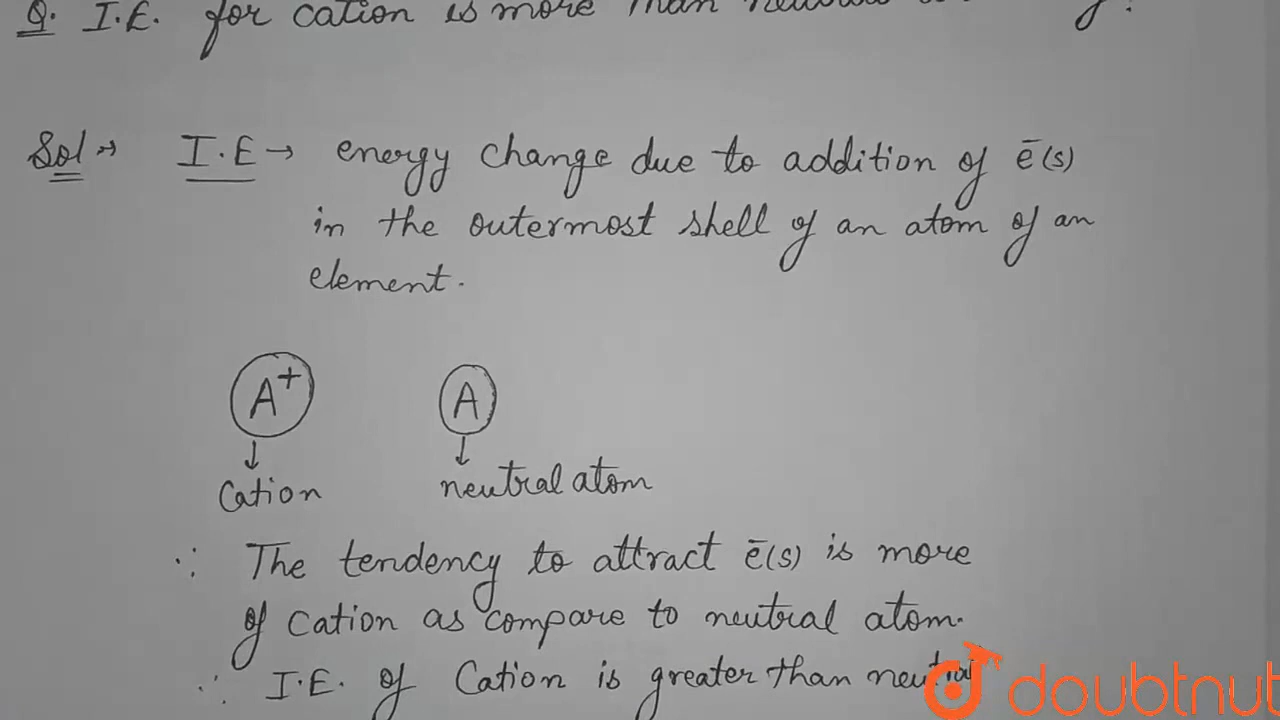 Q. I.E. for cation is more than neutral
Sol⇒ I.E → energy change due to addition of ē(s)
in the outermost shell of an atom of an
element.
A+ A
↓ ↓
Cation neutral atom
∵ The tendency to attract ē(s) is more
of cation as compare to neutral atom.
∴ I.E. of Cation is greater than neutral
doubtnut